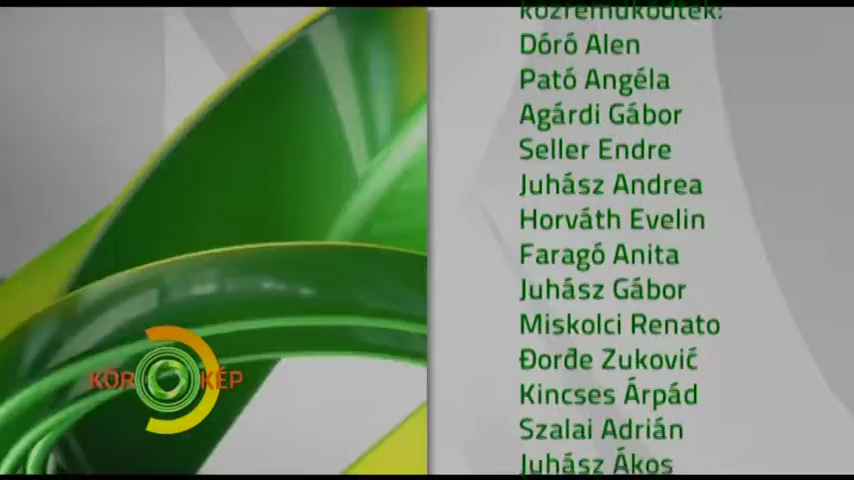 közreműködtek:
Dóró Alen
Pató Angéla
Agárdi Gábor
Seller Endre
Juhász Andrea
Horváth Evelin
Faragó Anita
Juhász Gábor
Miskolci Renato
Đorđe Zuković
KÖR KÉP
Kincses Árpád
Szalai Adrián
Juhász Ákos